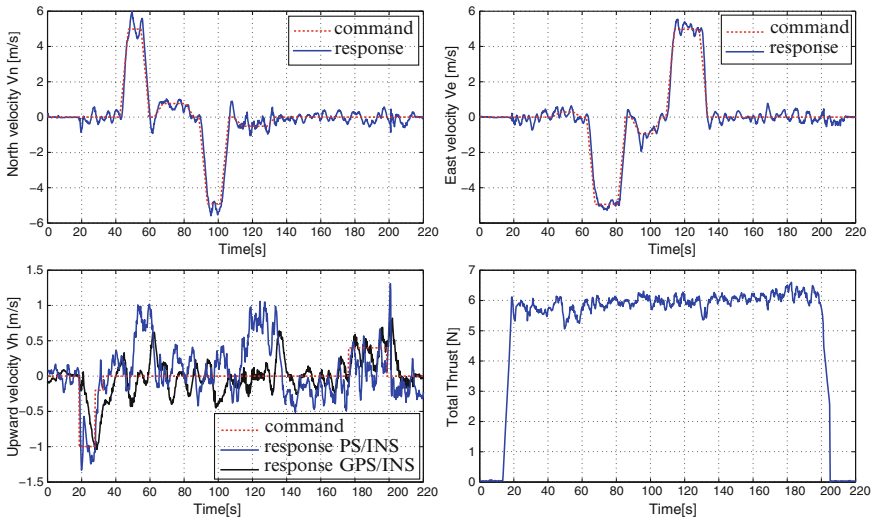 6
4
2
0
−2
−4
−6
North velocity Vn [m/s]
command
response
0 20 40 60 80 100 120 140 160 180 200 220
Time[s]
6
4
2
0
−2
−4
−6
East velocity Ve [m/s]
command
response
0 20 40 60 80 100 120 140 160 180 200 220
Time[s]
1.5
1
0.5
0
−0.5
−1
−1.5
Upward velocity Vh [m/s]
command
response PS/INS
response GPS/INS
0 20 40 60 80 100 120 140 160 180 200 220
Time[s]
7
6
5
4
3
2
1
0
Total Thrust [N]
0 20 40 60 80 100 120 140 160 180 200 220
Time[s]